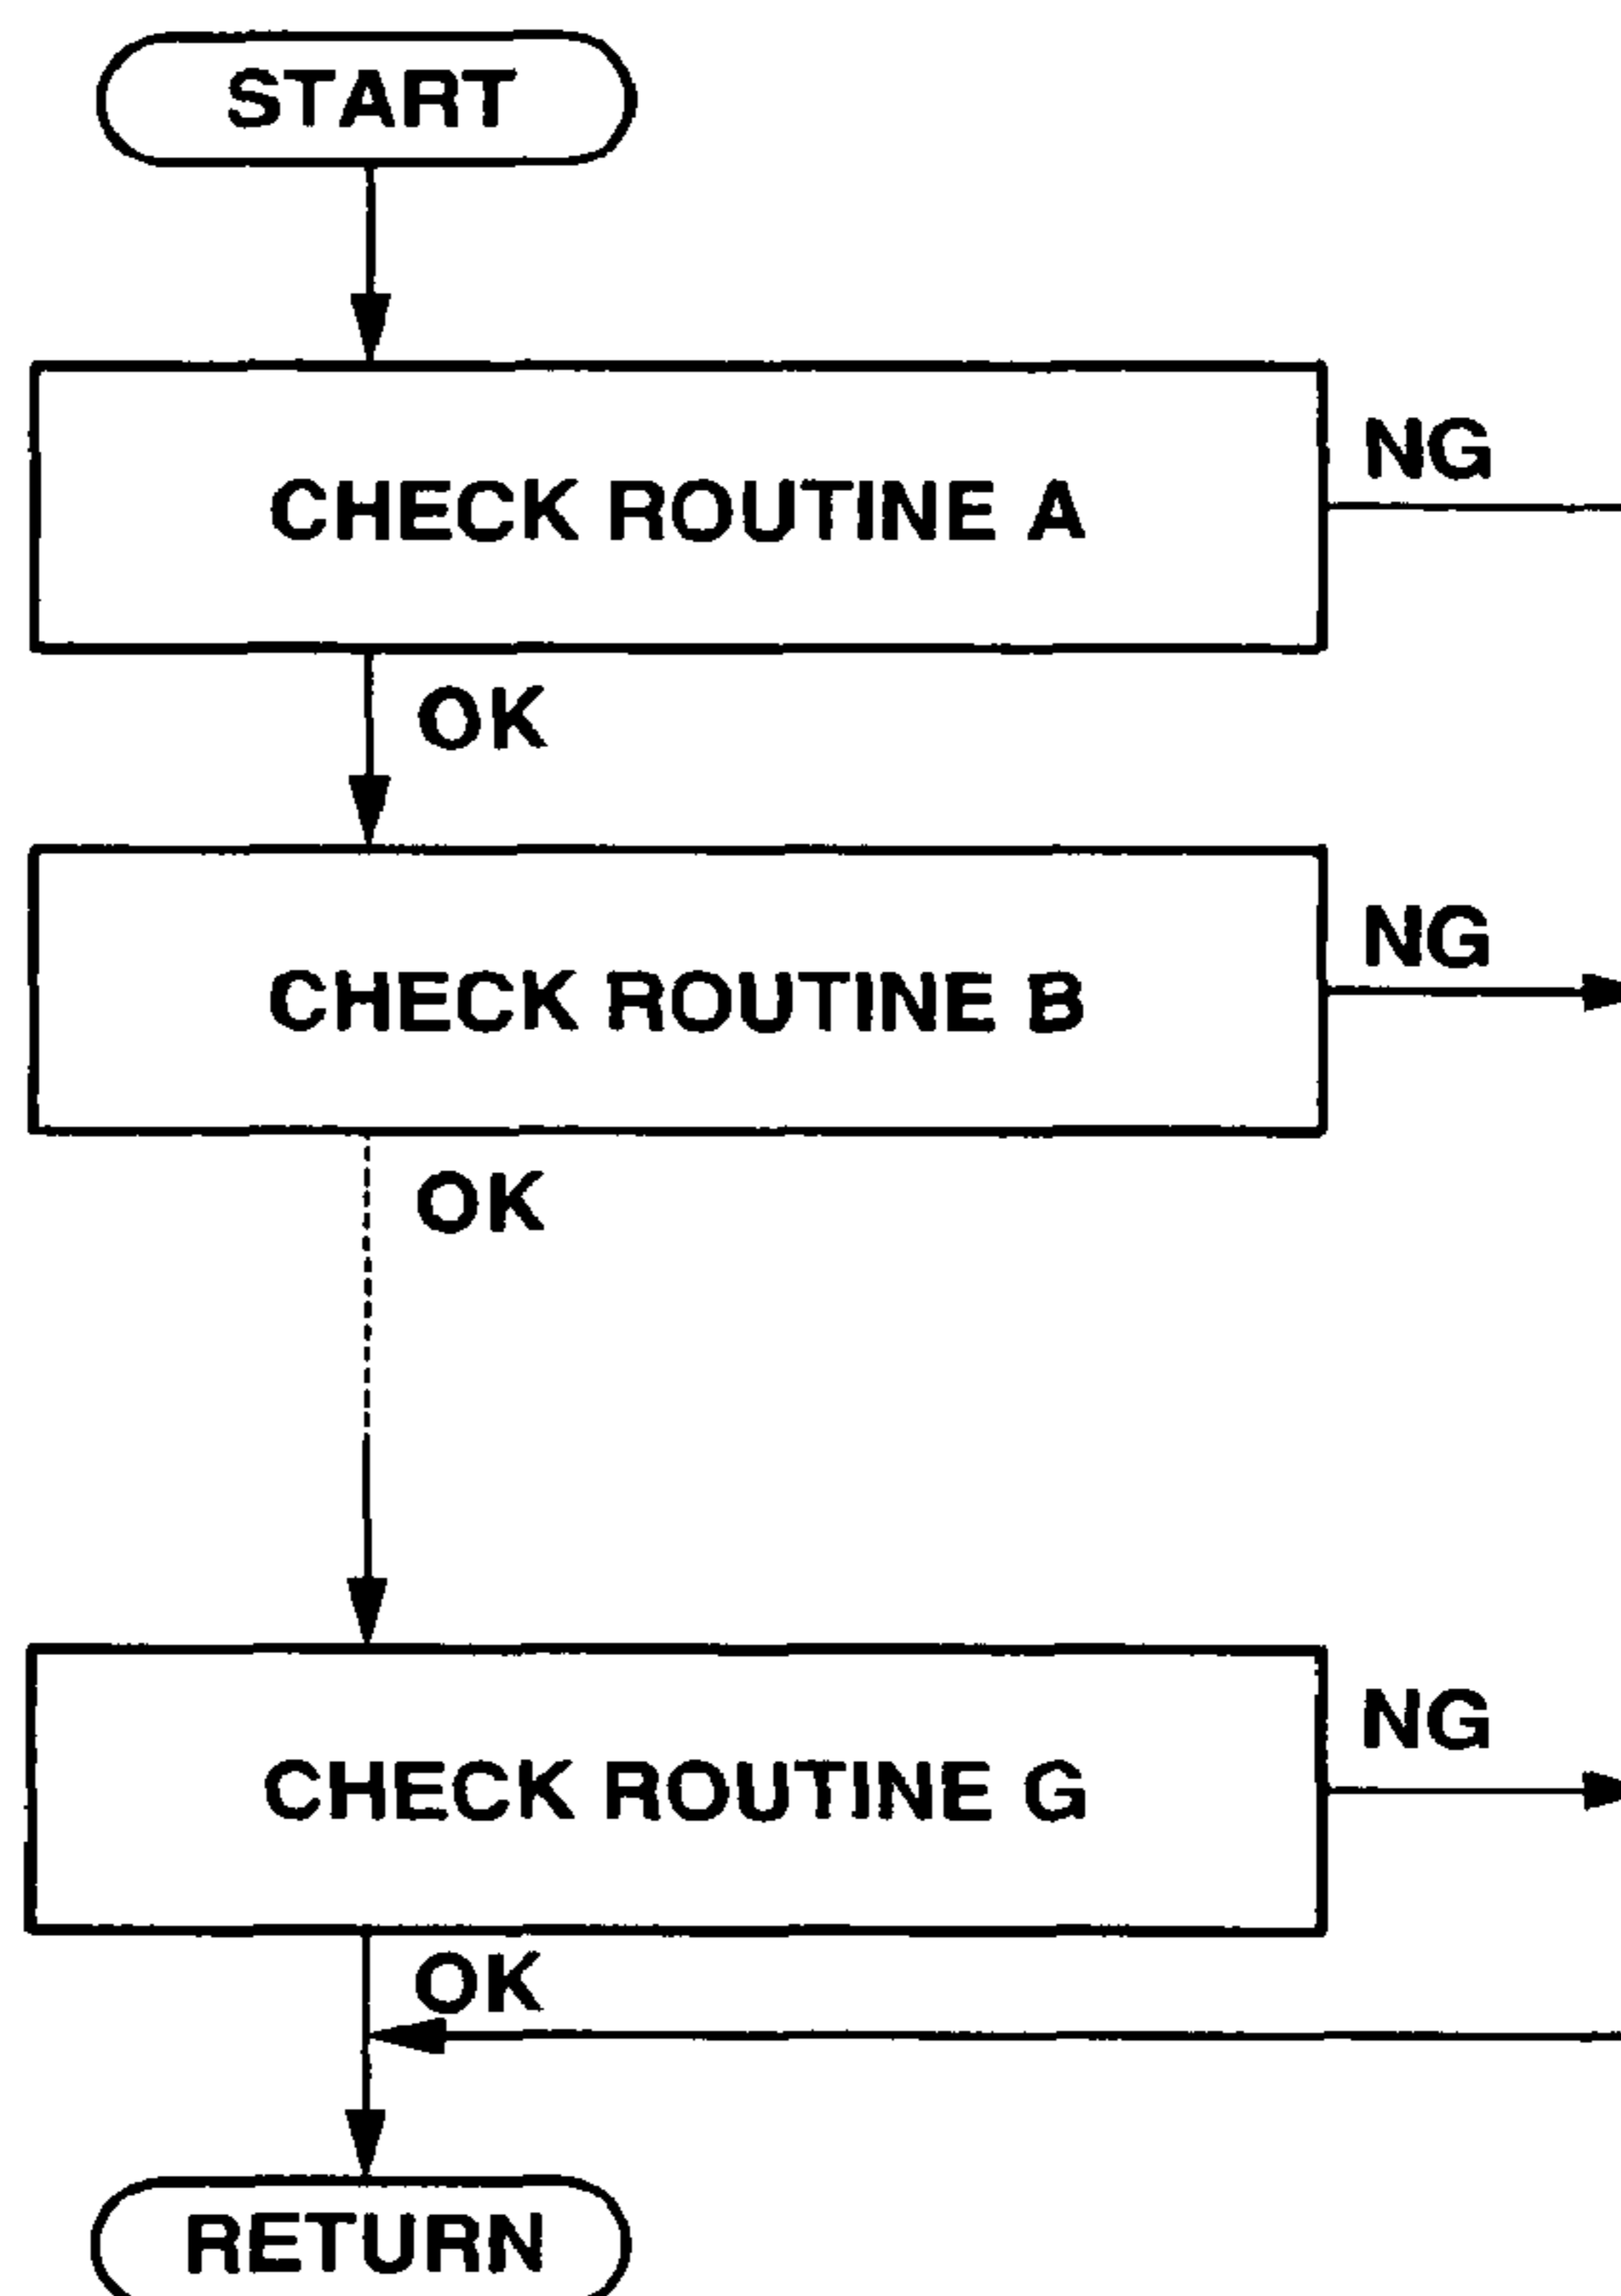 START
CHECK ROUTINE A
NG
OK
CHECK ROUTINE B
NG
OK
CHECK ROUTINE G
NG
OK
RETURN